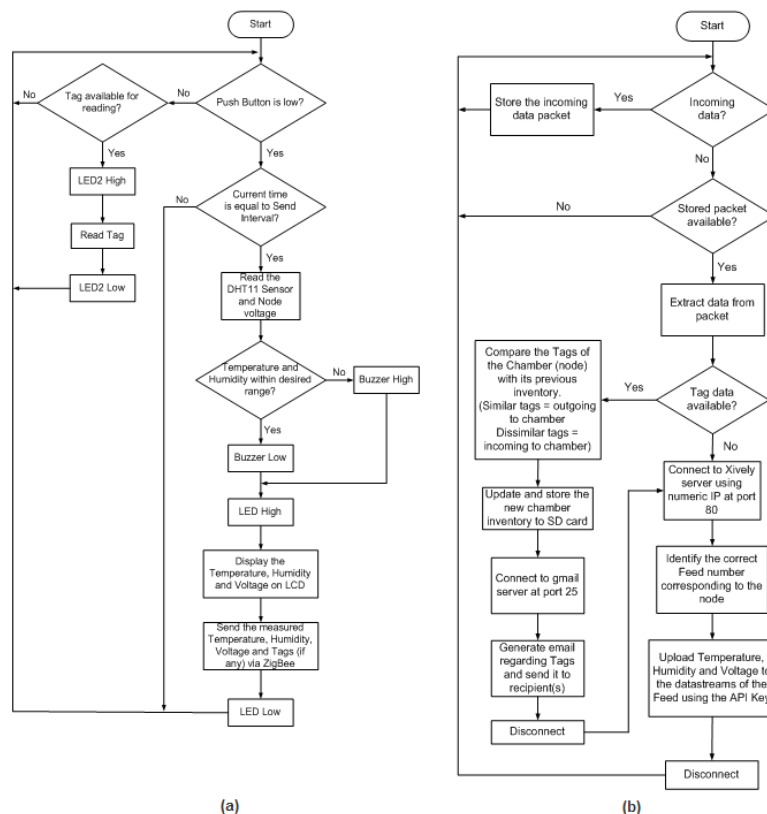 Start
Push Button is low?
No
Tag available for
reading?
No
Yes
LED2 High
Read Tag
LED2 Low
Yes
Current time
is equal to Send
Interval?
No
Yes
Read the
DHT11 Sensor
and Node
voltage
Temperature and
Humidity within desired
range?
No
Buzzer High
Yes
Buzzer Low
LED High
Display the
Temperature, Humidity
and Voltage on LCD
Send the measured
Temperature, Humidity,
Voltage and Tags (if
any) via ZigBee
LED Low
(a)
Start
Incoming
data?
Yes
Store the incoming
data packet
No
Stored packet
available?
No
Yes
Extract data from
packet
Tag data
available?
Yes
Compare the Tags of
the Chamber (node)
with its previous
inventory.
(Similar tags = outgoing
to chamber
Dissimilar tags =
incoming to chamber)
Update and store the
new chamber
inventory to SD card
Connect to gmail
server at port 25
Generate email
regarding Tags
and send it to
recipient(s)
Disconnect
No
Connect to Xively
server using
numeric IP at port
80
Identify the correct
Feed number
corresponding to the
node
Upload Temperature,
Humidity and Voltage to
the datastreams of the
Feed using the API Key
Disconnect
(b)